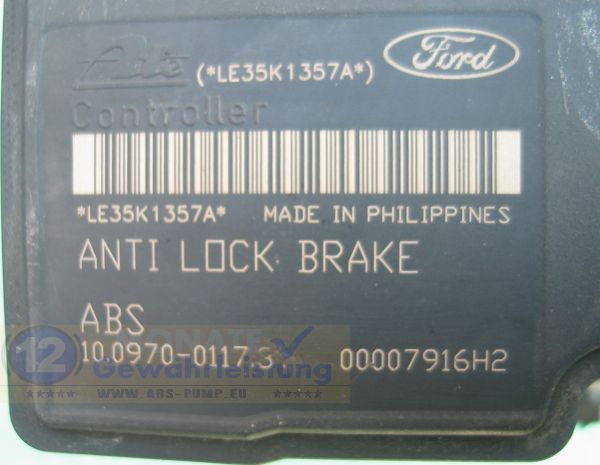 Ate (*LE35K1357A*) Ford
Controller
*LE35K1357A* MADE IN PHILIPPINES
ANTI LOCK BRAKE
ABS
10.0970-0117.3 00007916H2
12 MONATE
Gewährleistung
WWW.ABS-PUMP.EU